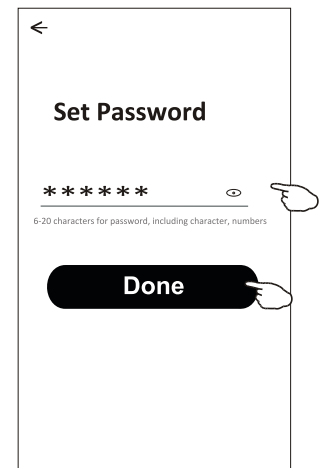 Set Password
******
6-20 characters for password, including character, numbers
Done